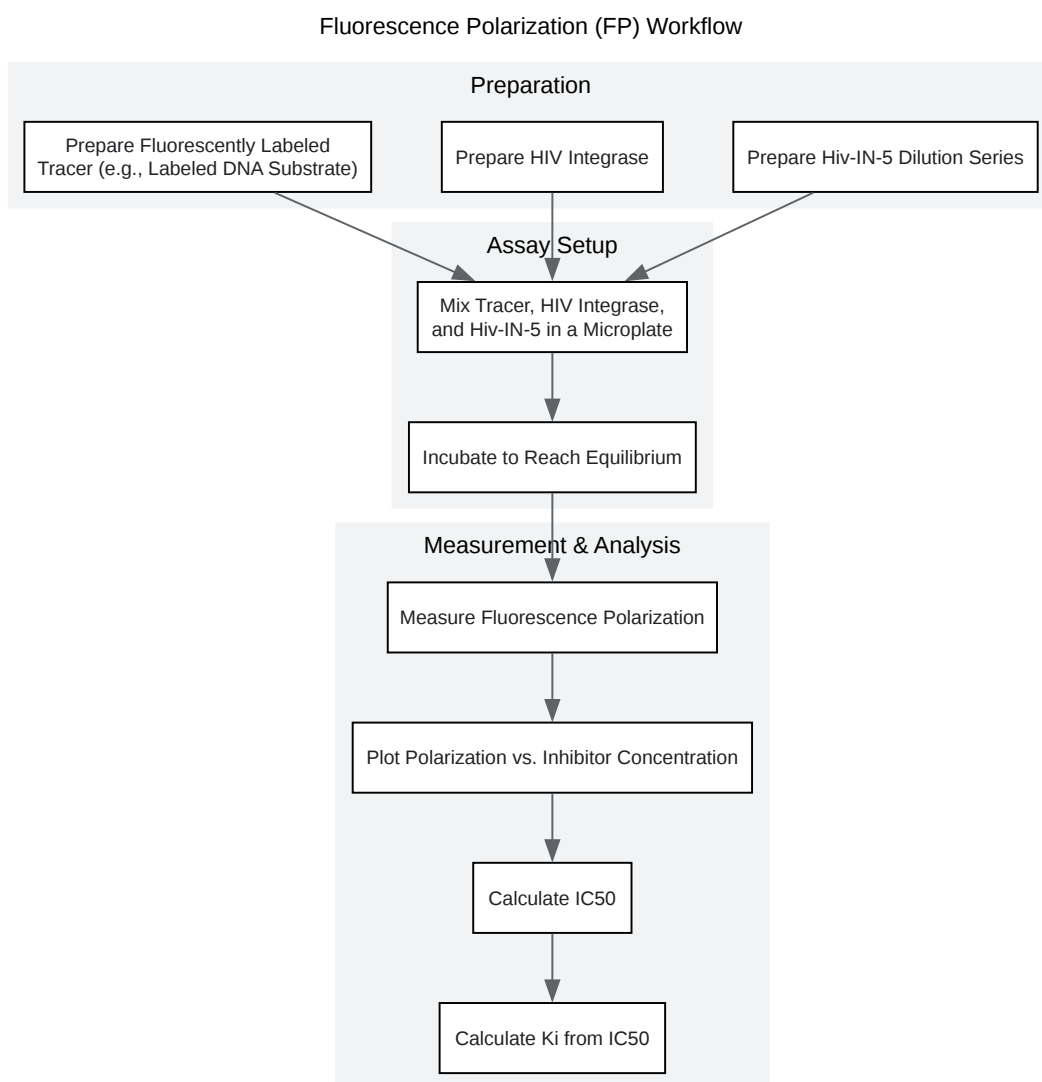 Fluorescence Polarization (FP) Workflow
Preparation
Prepare Fluorescently Labeled
Tracer (e.g., Labeled DNA Substrate)
Prepare HIV Integrase
Prepare Hiv-IN-5 Dilution Series
Assay Setup
Mix Tracer, HIV Integrase,
and Hiv-IN-5 in a Microplate
Incubate to Reach Equilibrium
Measurement & Analysis
Measure Fluorescence Polarization
Plot Polarization vs. Inhibitor Concentration
Calculate IC50
Calculate Ki from IC50